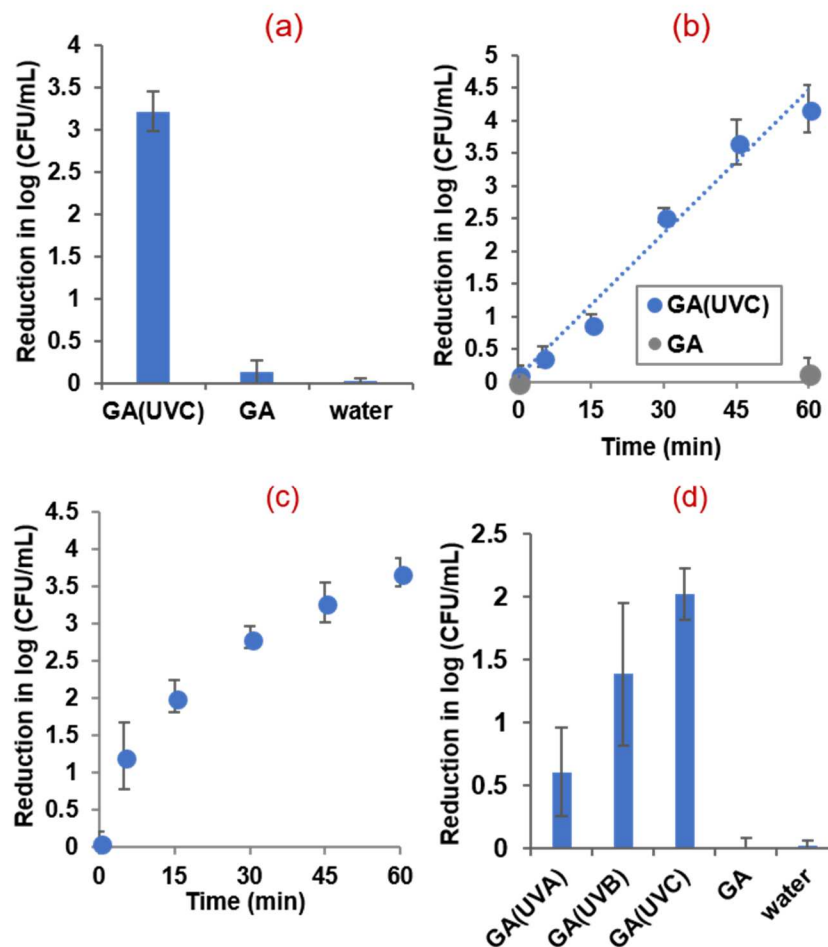 (a)
Reduction in log (CFU/mL)
4
3.5
3
2.5
2
1.5
1
0.5
0
GA(UVC) GA water
(b)
Reduction in log (CFU/mL)
5
4.5
4
3.5
3
2.5
2
1.5
1
0.5
0
GA(UVC)
GA
0 15 30 45 60
Time (min)
(c)
Reduction in log (CFU/mL)
4.5
4
3.5
3
2.5
2
1.5
1
0.5
0
0 15 30 45 60
Time (min)
(d)
Reduction in log (CFU/mL)
2.5
2
1.5
1
0.5
0
GA(UVA) GA(UVB) GA(UVC) GA water